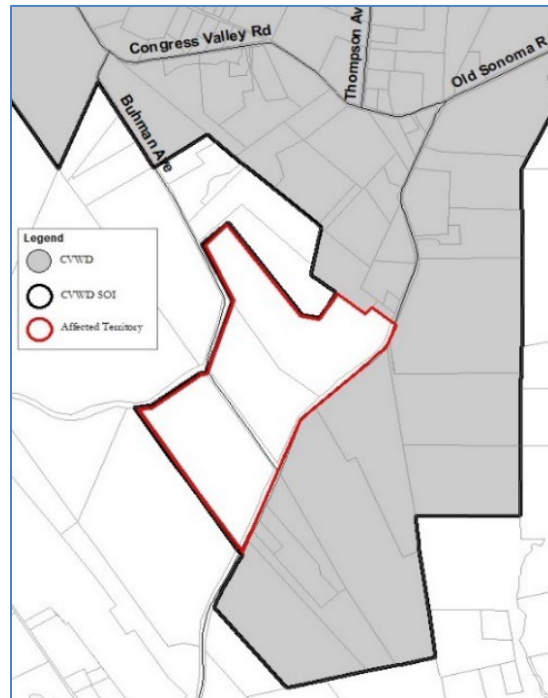 Congress Valley Rd
Thompson Av
Old Sonoma R
Buhman Ave
Legend
CVWD
CVWD SOI
Affected Territory